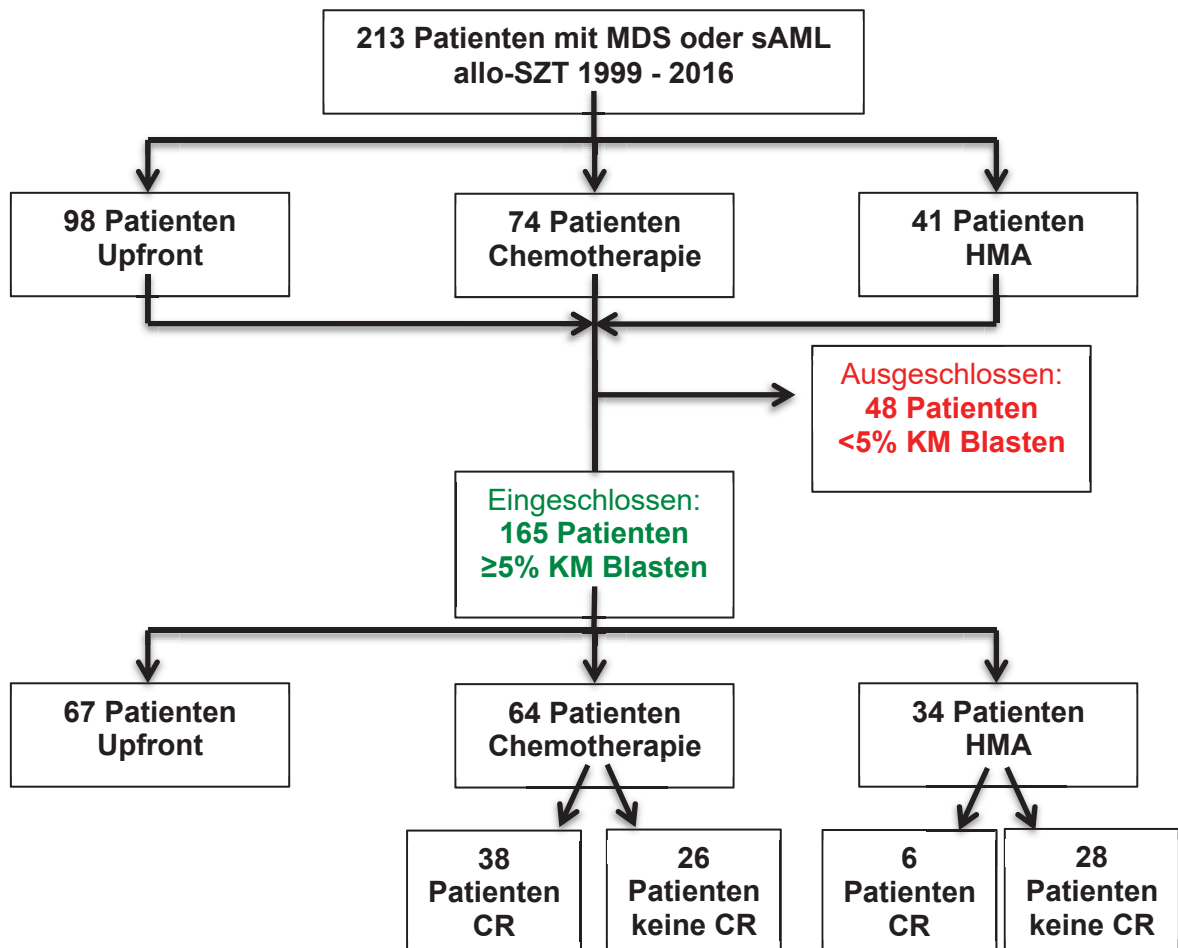 213 Patienten mit MDS oder sAML
allo-SZT 1999 - 2016
98 Patienten
Upfront
74 Patienten
Chemotherapie
41 Patienten
HMA
Ausgeschlossen:
48 Patienten
<5% KM Blasten
Eingeschlossen:
165 Patienten
≥5% KM Blasten
67 Patienten
Upfront
64 Patienten
Chemotherapie
34 Patienten
HMA
38
Patienten
CR
26
Patienten
keine CR
6
Patienten
CR
28
Patienten
keine CR